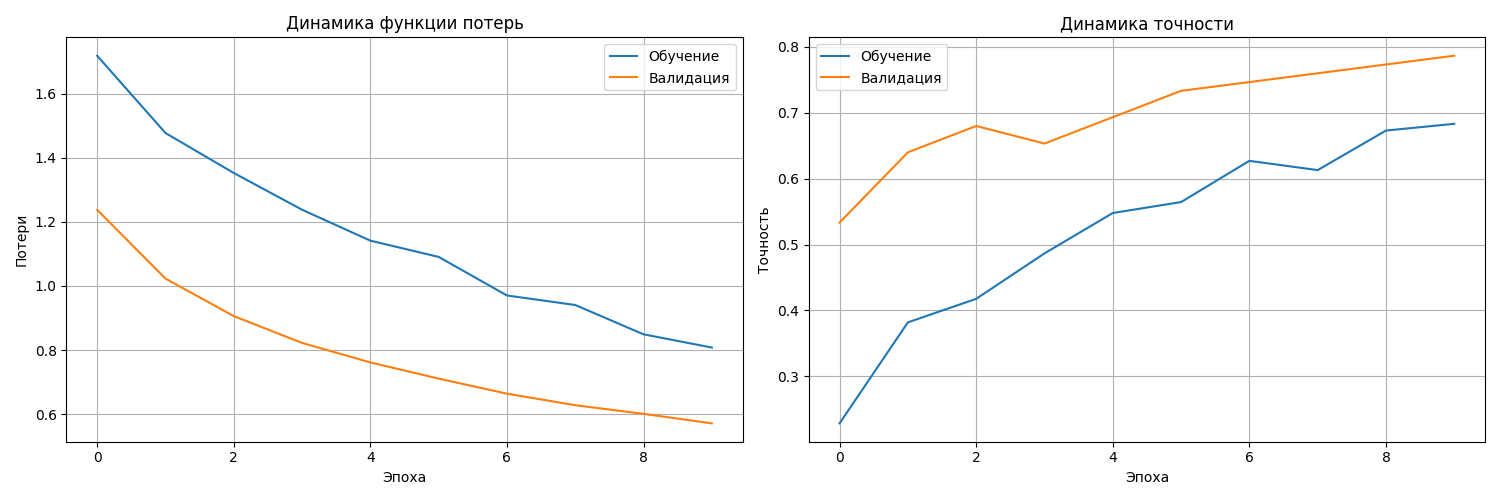 Динамика функции потерь
Обучение
Валидация
1.6
1.4
1.2
1.0
0.8
0.6
Потери
0 2 4 6 8
Эпоха
Динамика точности
Обучение
Валидация
0.8
0.7
0.6
0.5
0.4
0.3
Точность
0 2 4 6 8
Эпоха